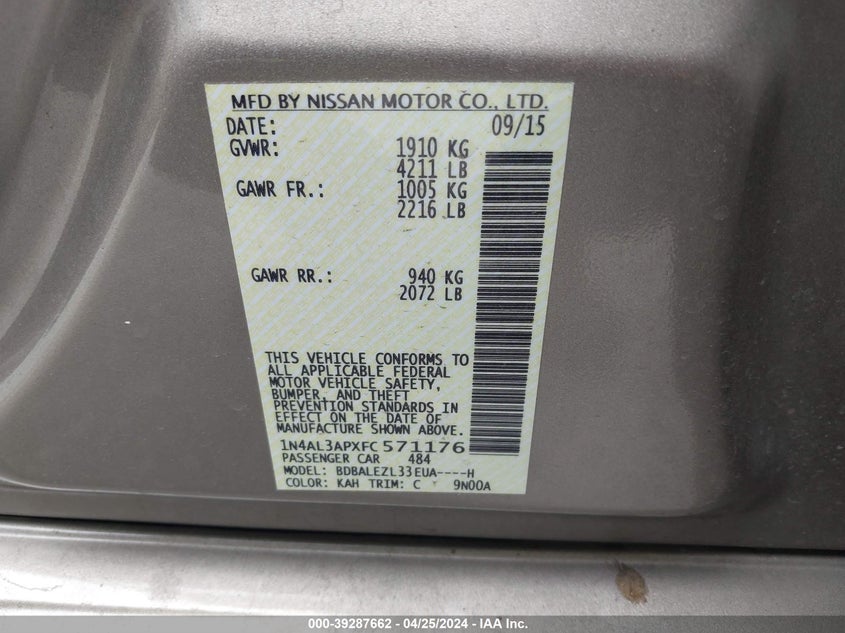 MFD BY NISSAN MOTOR CO., LTD.
DATE: 09/15
GVWR: 1910 KG
4211 LB
GAWR FR.: 1005 KG
2216 LB
GAWR RR.: 940 KG
2072 LB
THIS VEHICLE CONFORMS TO
ALL APPLICABLE FEDERAL
MOTOR VEHICLE SAFETY,
BUMPER, AND THEFT
PREVENTION STANDARDS IN
EFFECT ON THE DATE OF
MANUFACTURE SHOWN ABOVE.
1N4AL3APXFC571176
PASSENGER CAR 484
MODEL: BDBALEZL33EUA----H
COLOR: KAH TRIM: C 9N00A
000-39287662 - 04/25/2024 - IAA Inc.